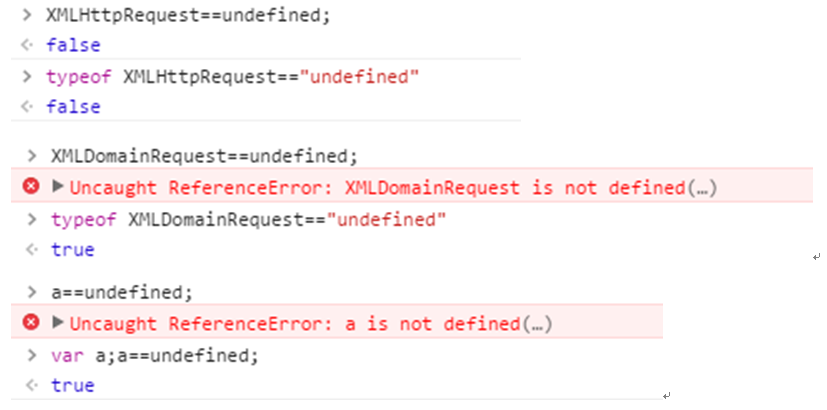 > XMLHttpRequest==undefined;
<· false
> typeof XMLHttpRequest=="undefined"
<· false
> XMLDomainRequest==undefined;
▶Uncaught ReferenceError: XMLDomainRequest is not defined(…)
> typeof XMLDomainRequest=="undefined"
<· true
> a==undefined;
▶Uncaught ReferenceError: a is not defined(…)
> var a;a==undefined;
<· true